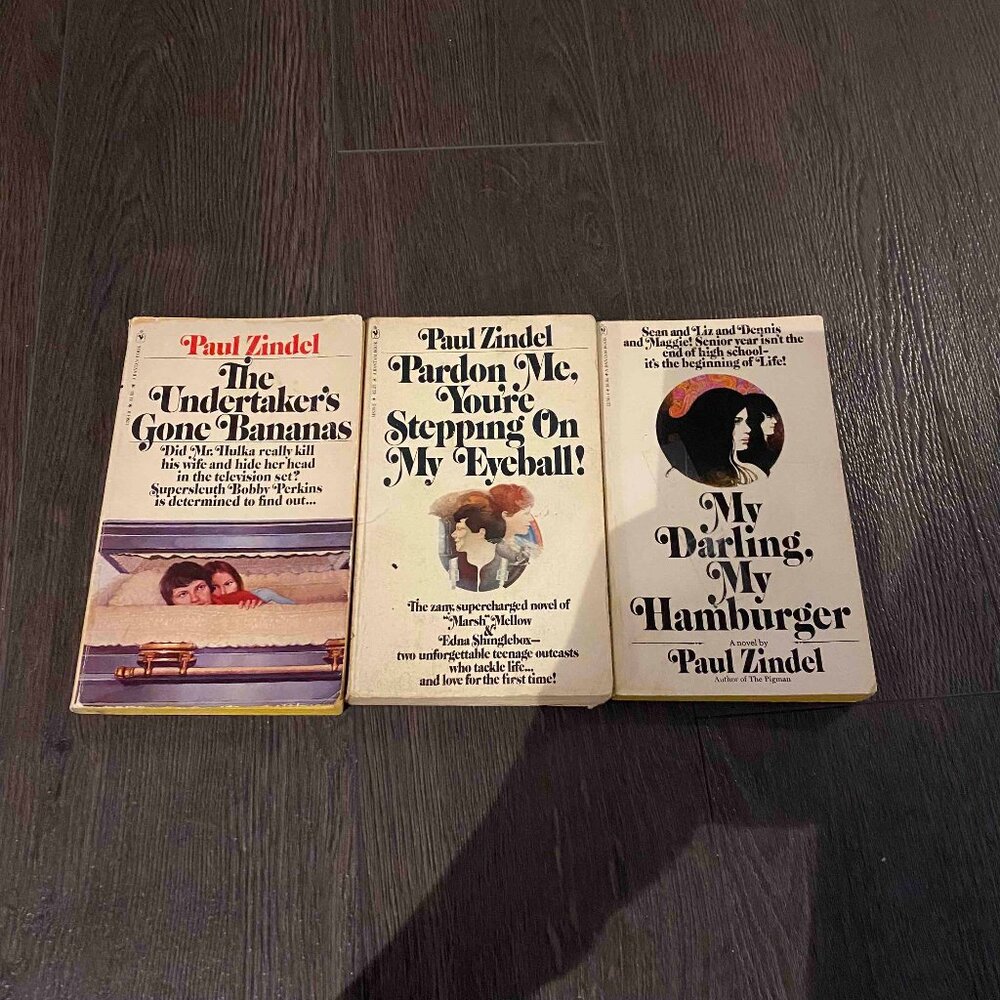 Paul Zindel
The
Undertaker's
Gone Bananas
Did Mr. Hulka really kill
his wife and hide her head
in the television set?
Supersleuth Bobby Perkins
is determined to find out...
Paul Zindel
Pardon Me,
You're
Stepping On
My Eyeball!
The zany, supercharged novel of
"Marsh" Mellow
&
Edna Shinglebox—
two unforgettable teenage outcasts
who tackle life...
and love for the first time!
Sean and Liz and Dennis
and Maggie! Senior year isn't the
end of high school–
it's the beginning of Life!
My
Darling,
My
Hamburger
A novel by
Paul Zindel
Author of The Pigman